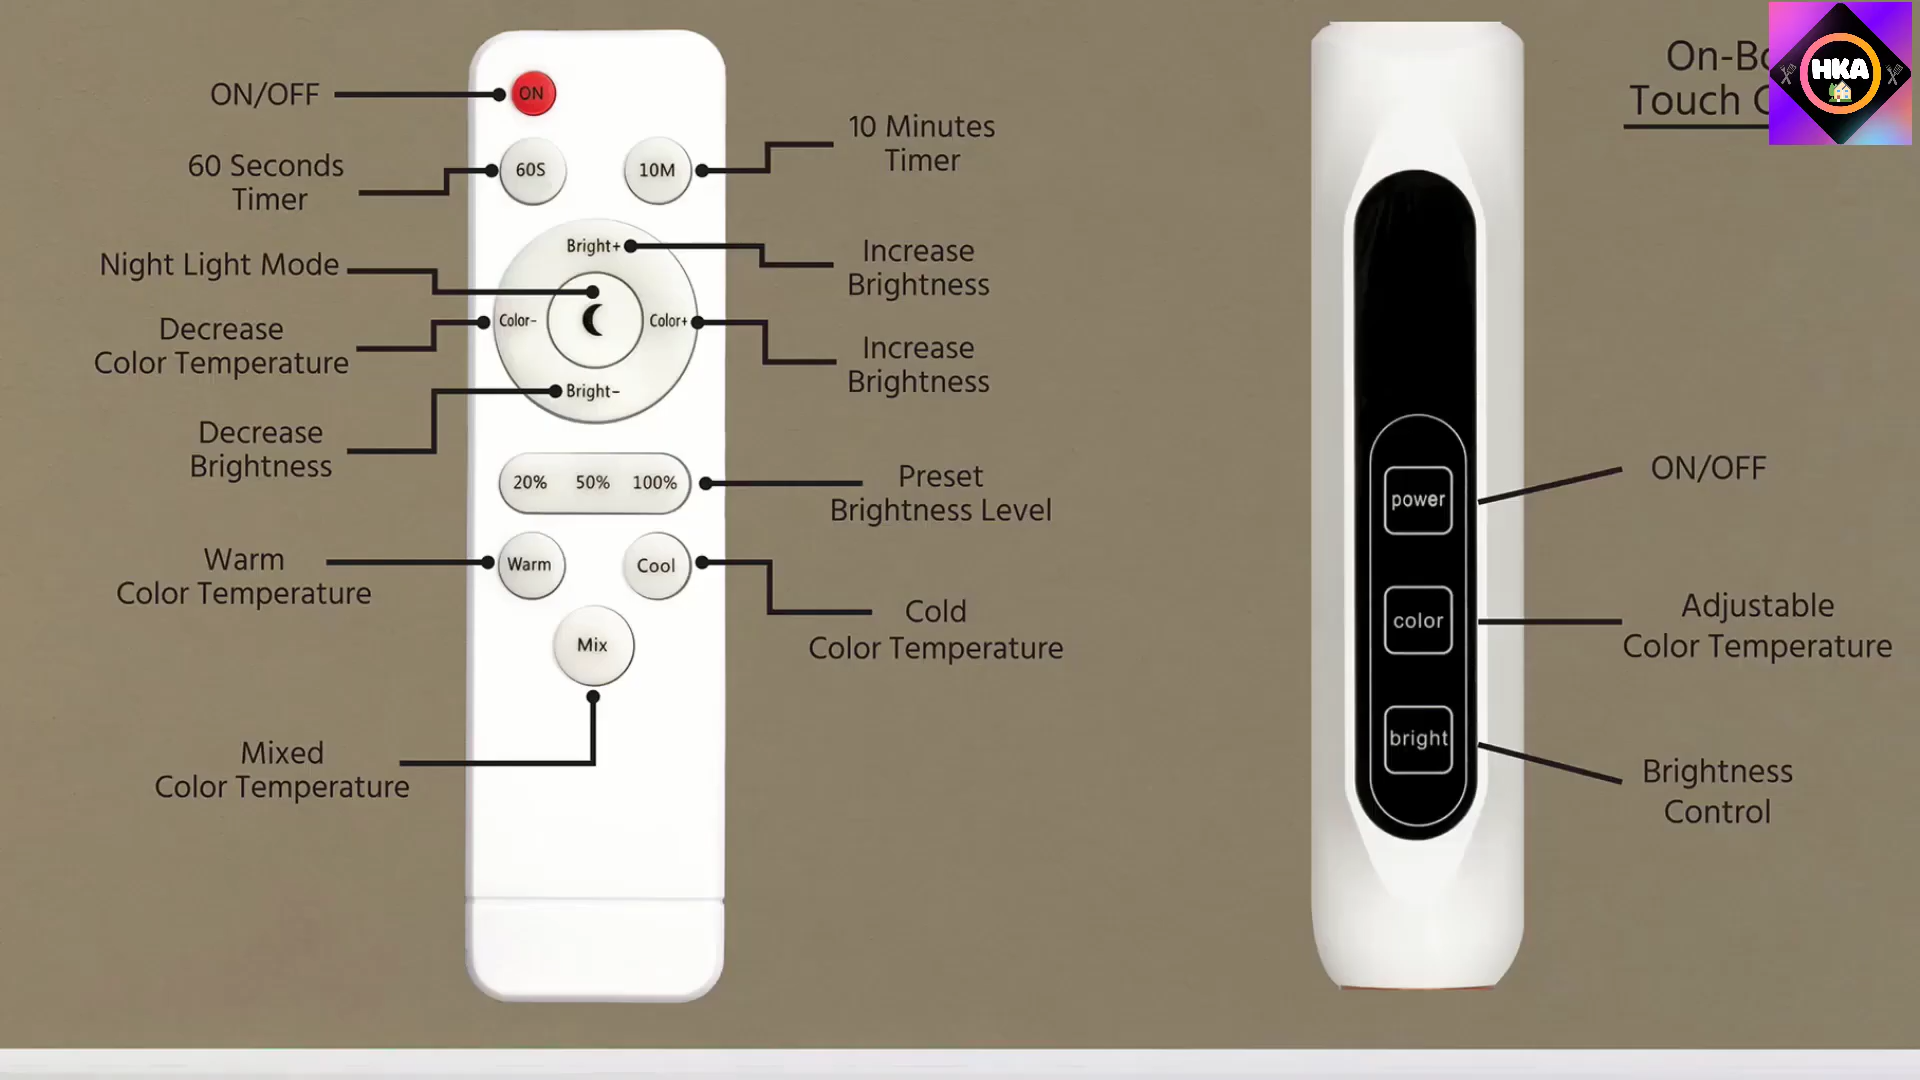 ON/OFF
60 Seconds
Timer
Night Light Mode
Decrease
Color Temperature
Decrease
Brightness
Warm
Color Temperature
Mixed
Color Temperature
ON
60S
10M
Bright+
Color-
Color+
Bright-
20% 50% 100%
Warm
Cool
Mix
10 Minutes
Timer
Increase
Brightness
Increase
Brightness
Preset
Brightness Level
Cold
Color Temperature
Touch
HKA
power
color
bright
ON/OFF
Adjustable
Color Temperature
Brightness
Control